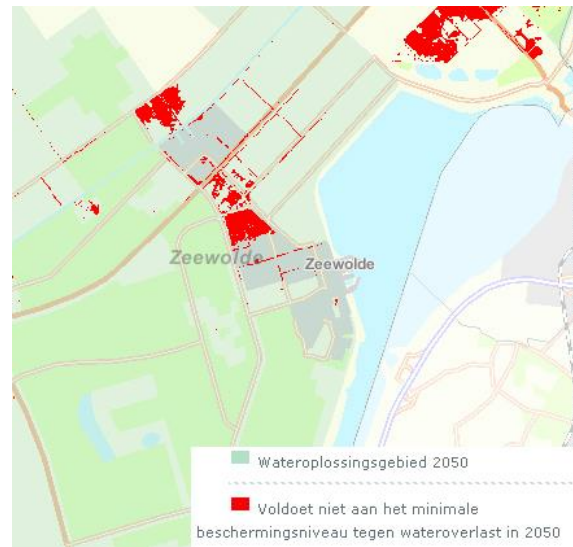 Zeewolde
Zeewolde
Wateroplossingsgebied 2050
Voldoet niet aan het minimale
beschermingsniveau tegen wateroverlast in 2050